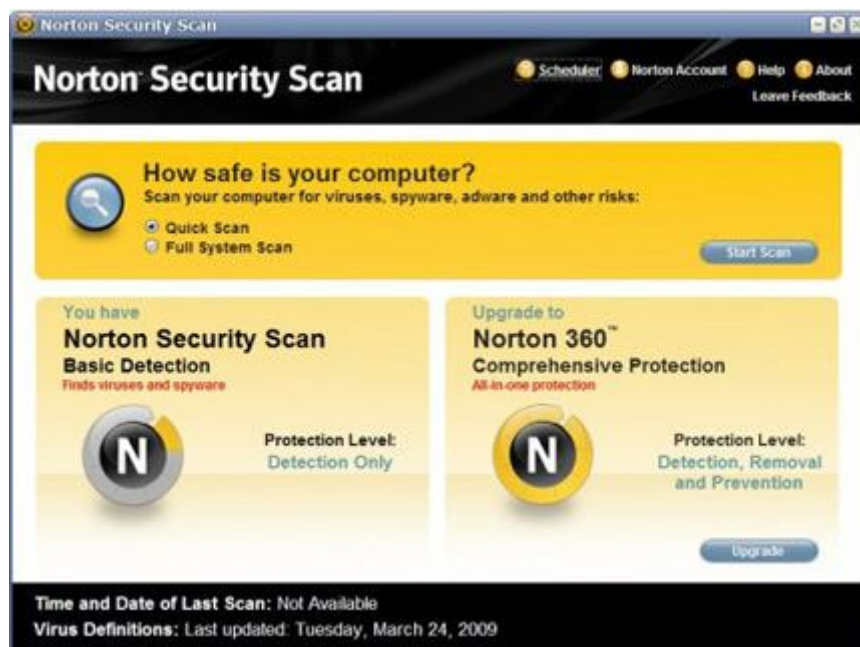 Norton Security Scan
Norton Security Scan
Scheduler Norton Account Help About
Leave Feedback
How safe is your computer?
Scan your computer for viruses, spyware, adware and other risks:
Quick Scan
Full System Scan
Start Scan
You have
Norton Security Scan
Basic Detection
Finds viruses and spyware
N
Protection Level:
Detection Only
Upgrade to
Norton 360™
Comprehensive Protection
All-in-one protection
N
Protection Level:
Detection, Removal
and Prevention
Upgrade
Time and Date of Last Scan: Not Available
Virus Definitions: Last updated: Tuesday, March 24, 2009